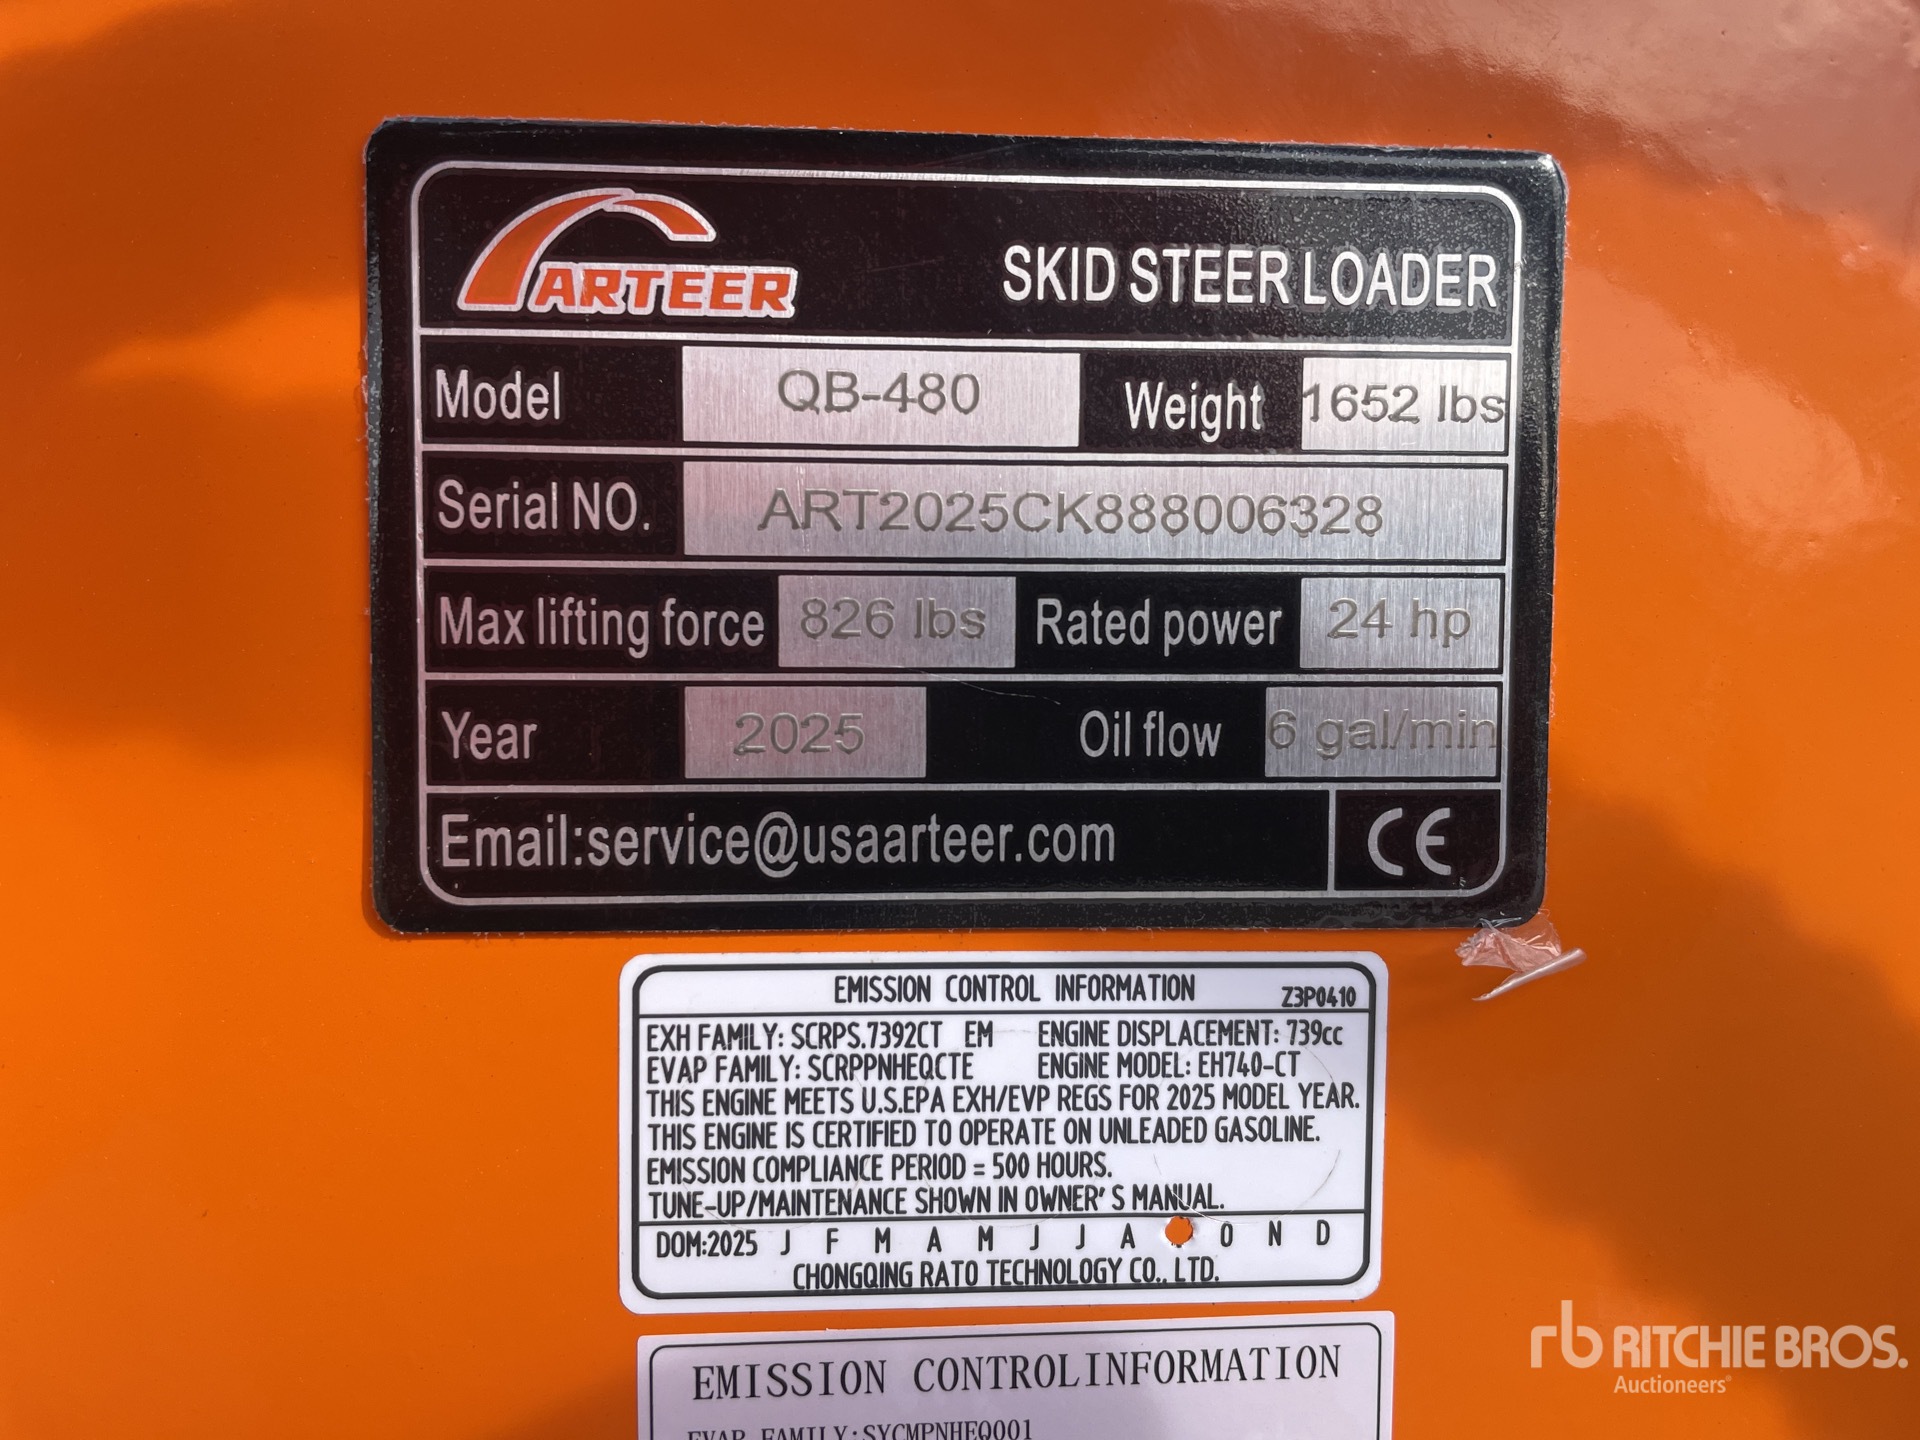 ARTEER
SKID STEER LOADER
Model QB-480 Weight 1652 lbs
Serial NO. ART2025CK888006328
Max lifting force 826 lbs Rated power 24 hp
Year 2025 Oil flow 6 gal/min
Email:service@usaarteer.com CE
EMISSION CONTROL INFORMATION Z3P0410
EXH FAMILY: SCRPS.7392CT EM ENGINE DISPLACEMENT: 739cc
EVAP FAMILY: SCRPPNHEQCTE ENGINE MODEL: EH740-CT
THIS ENGINE MEETS U.S.EPA EXH/EVP REGS FOR 2025 MODEL YEAR.
THIS ENGINE IS CERTIFIED TO OPERATE ON UNLEADED GASOLINE.
EMISSION COMPLIANCE PERIOD = 500 HOURS.
TUNE-UP/MAINTENANCE SHOWN IN OWNER'S MANUAL.
DOM:2025 J F M A M J J A O N D
CHONGQING RATO TECHNOLOGY CO., LTD.
EMISSION CONTROLINFORMATION
EVAP FAMILY:SYCMPNHEQ001
rb RITCHIE BROS.
Auctioneers